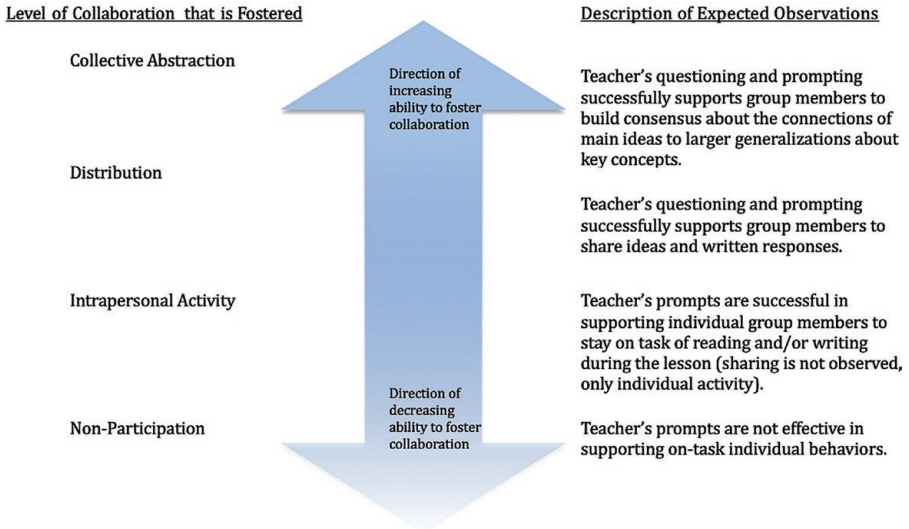 Level of Collaboration that is Fostered
Description of Expected Observations
Collective Abstraction
Direction of
increasing
ability to foster
collaboration
Teacher's questioning and prompting
successfully supports group members to
build consensus about the connections of
main ideas to larger generalizations about
key concepts.
Distribution
Teacher's questioning and prompting
successfully supports group members to
share ideas and written responses.
Intrapersonal Activity
Teacher's prompts are successful in
supporting individual group members to
stay on task of reading and/or writing
during the lesson (sharing is not observed,
only individual activity).
Direction of
decreasing
ability to foster
collaboration
Non-Participation
Teacher's prompts are not effective in
supporting on-task individual behaviors.